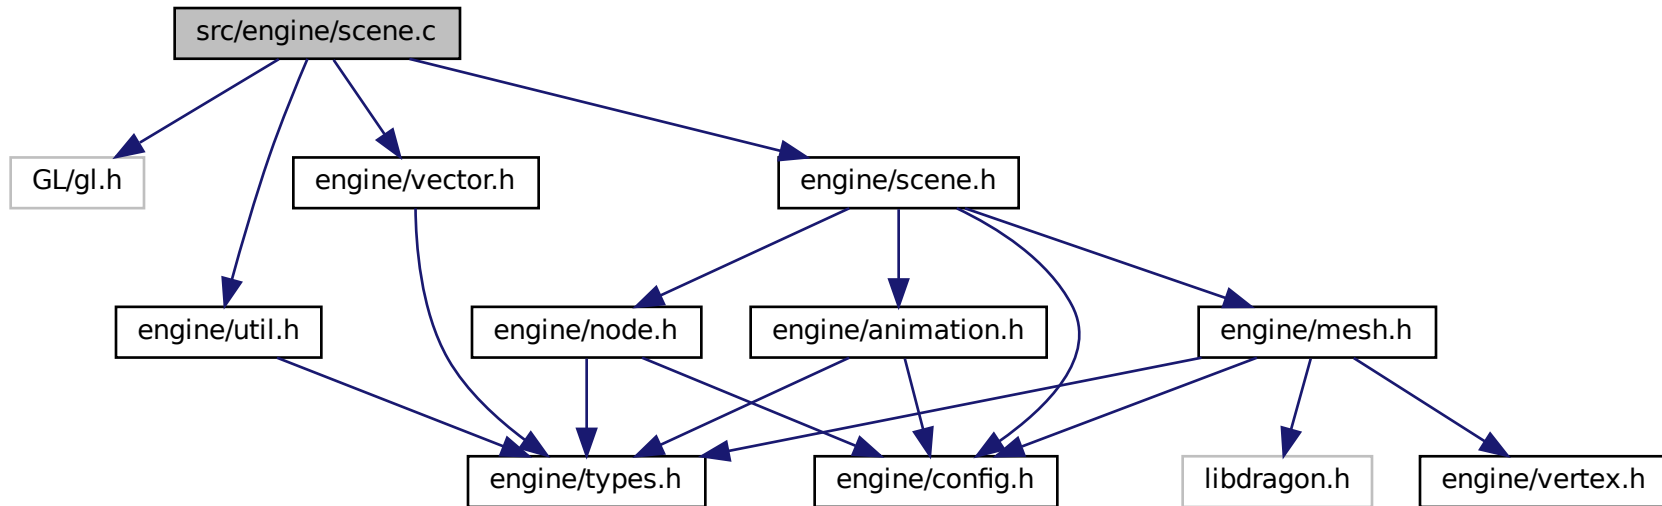 src/engine/scene.c
GL/gl.h
engine/vector.h
engine/scene.h
engine/util.h
engine/node.h
engine/animation.h
engine/mesh.h
engine/types.h
engine/config.h
libdragon.h
engine/vertex.h